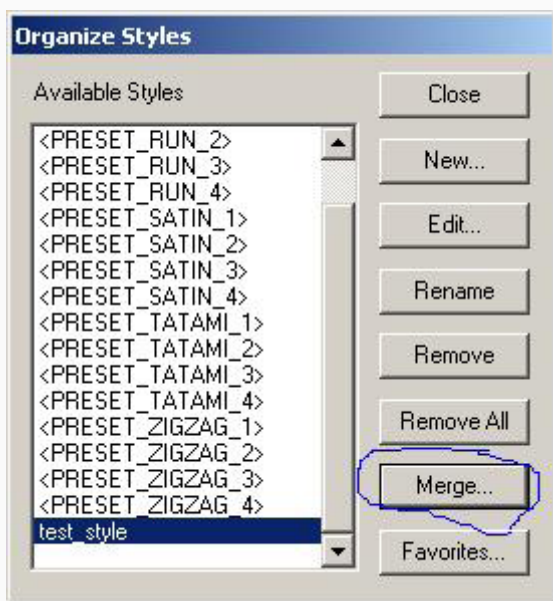 Organize Styles
Available Styles
<PRESET_RUN_2>
<PRESET_RUN_3>
<PRESET_RUN_4>
<PRESET_SATIN_1>
<PRESET_SATIN_2>
<PRESET_SATIN_3>
<PRESET_SATIN_4>
<PRESET_TATAMI_1>
<PRESET_TATAMI_2>
<PRESET_TATAMI_3>
<PRESET_TATAMI_4>
<PRESET_ZIGZAG_1>
<PRESET_ZIGZAG_2>
<PRESET_ZIGZAG_3>
<PRESET_ZIGZAG_4>
test_style
Close
New...
Edit...
Rename
Remove
Remove All
Merge...
Favorites...